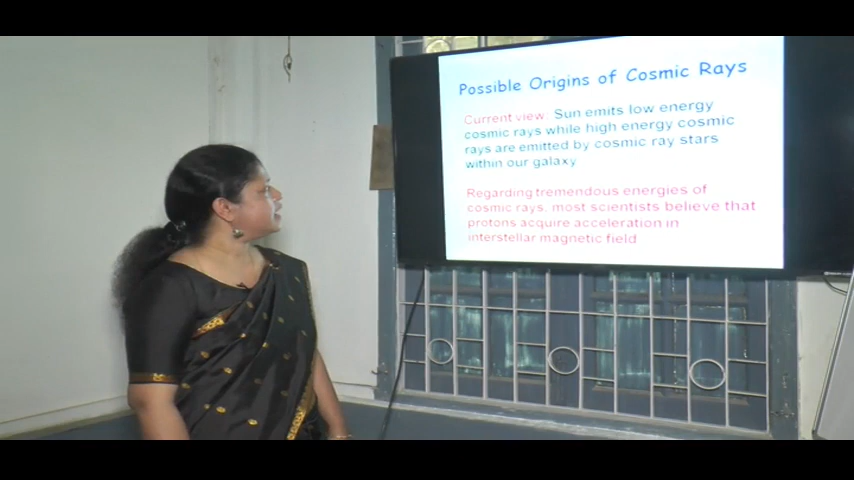 Possible Origins of Cosmic Rays
Current view: Sun emits low energy
cosmic rays while high energy cosmic
rays are emitted by cosmic ray stars
within our galaxy
Regarding tremendous energies of
cosmic rays, most scientists believe that
protons acquire acceleration in
interstellar magnetic field